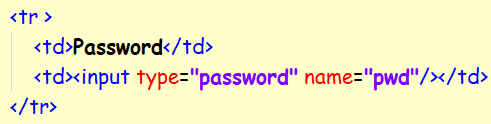 <tr >
<td>Password</td>
<td><input type="password" name="pwd"/></td>
</tr>